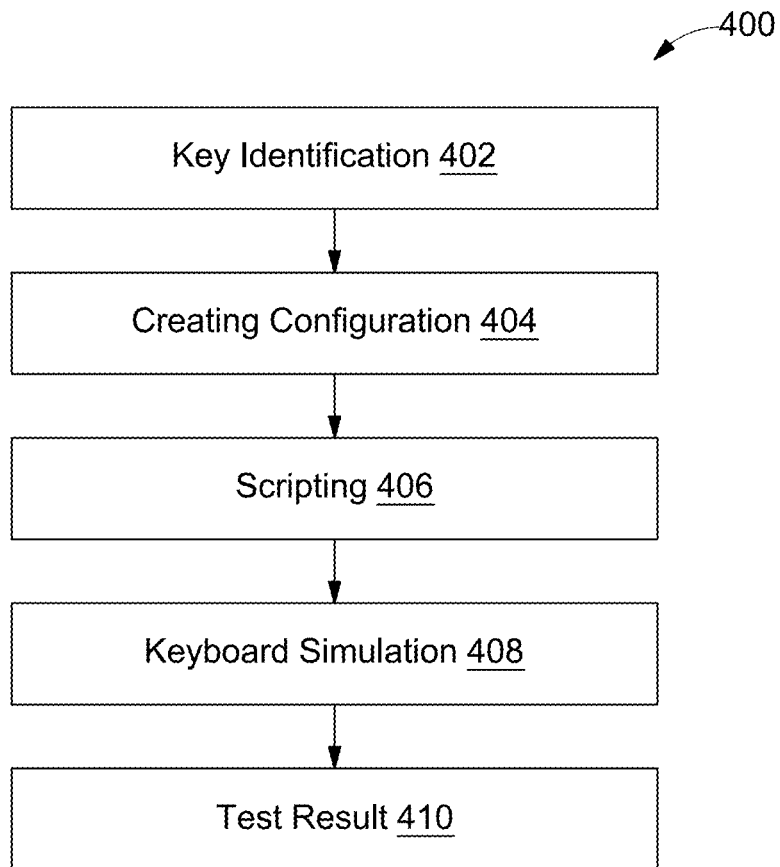 400
Key Identification 402
Creating Configuration 404
Scripting 406
Keyboard Simulation 408
Test Result 410